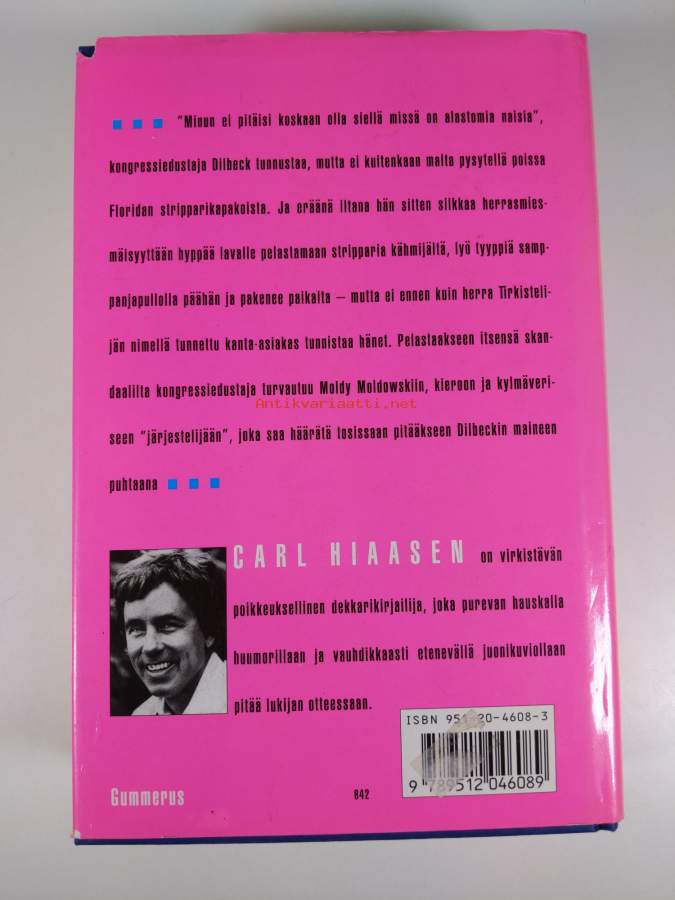 "Minun ei pitäisi koskaan olla siellä missä on alastomia naisia",
kongressiedustaja Dilbeck tunnustaa, mutta ei kuitenkaan malta pysytellä poissa
Floridan stripparikapakoista. Ja eräänä iltana hän sitten silkkaa herrasmies-
mäisyyttään hyppää lavalle pelastamaan stripparia kähmijältä, lyö tyyppiä samp-
panjapullolla päähän ja pakenee paikalta – mutta ei ennen kuin herra Tirkisteli-
jän nimellä tunnettu kanta-asiakas tunnistaa hänet. Pelastaakseen itsensä skan-
daalilta kongressiedustaja turvautuu Moldy Moldowskiin, kieroon ja kylmäveri-
Antikvariaatti.net
seen "järjestelijään", joka saa häärätä tosissaan pitääkseen Dilbeckin maineen
puhtaana
CARL HIAASEN on virkistävän
poikkeuksellinen dekkarikirjailija, joka purevan hauskalla
huumorillaan ja vauhdikkaasti etenevällä juonikuviollaan
pitää lukijan otteessaan.
ISBN 951-20-4608-3
9 789512 046089
Gummerus
842